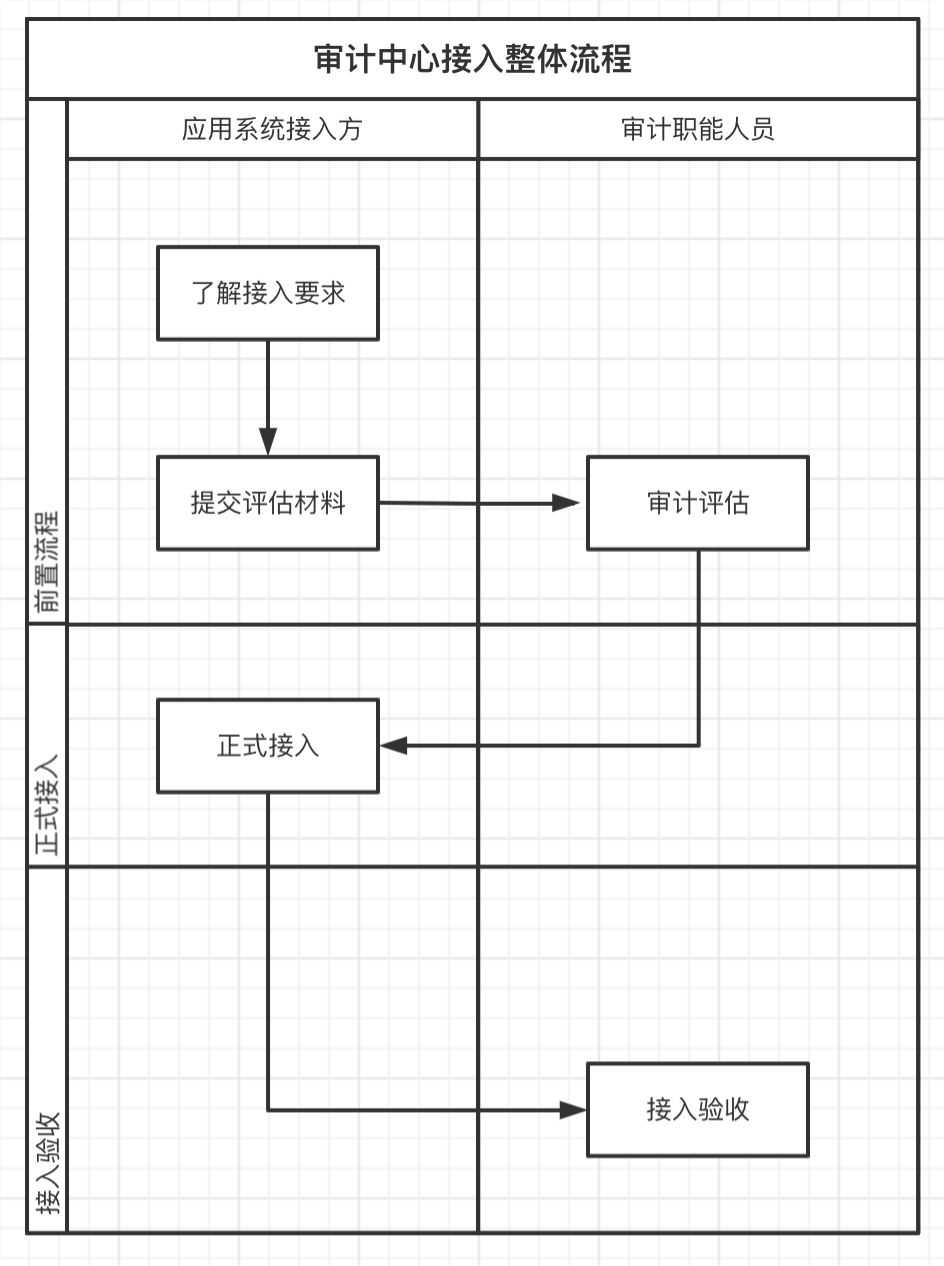 审计中心接入整体流程
应用系统接入方
审计职能人员
前置流程
了解接入要求
提交评估材料
审计评估
正式接入
正式接入
接入验收
接入验收